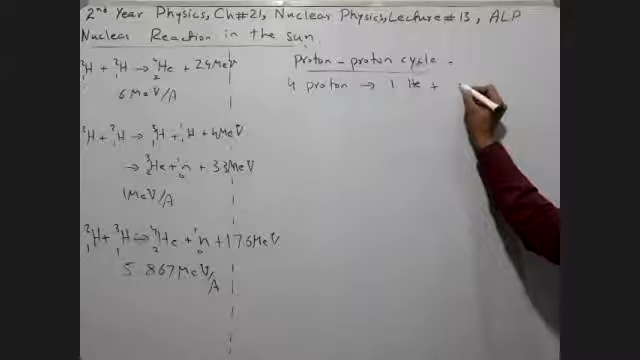 2nd Year Physics, Ch#21, Nuclear Physics, Lecture#13, ALP
Nuclear Reaction in the sun.
²₁H + ²₁H → ⁴₂He + 24MeV
6MeV/A
²₁H + ²₁H → ³₁H + ¹₁H + 4MeV
→ ³₂He + ¹₀n + 3.3MeV
1MeV/A
²₁H + ³₁H → ⁴₂He + ¹₀n + 17.6MeV
5.867MeV/A
Proton - proton cycle -
4 proton → 1 He +